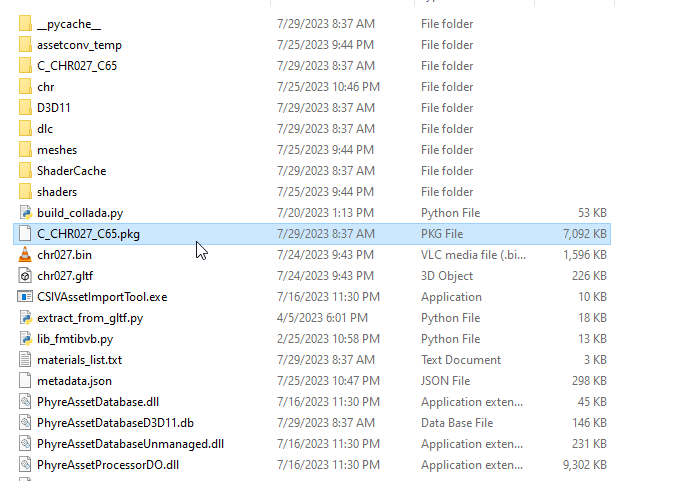 __pycache__ 7/29/2023 8:37 AM File folder
assetconv_temp 7/25/2023 9:44 PM File folder
C_CHR027_C65 7/29/2023 8:37 AM File folder
chr 7/25/2023 10:46 PM File folder
D3D11 7/29/2023 8:37 AM File folder
dlc 7/29/2023 8:37 AM File folder
meshes 7/25/2023 9:44 PM File folder
ShaderCache 7/29/2023 8:37 AM File folder
shaders 7/25/2023 9:44 PM File folder
build_collada.py 7/20/2023 1:13 PM Python File 53 KB
C_CHR027_C65.pkg 7/29/2023 8:37 AM PKG File 7,092 KB
chr027.bin 7/24/2023 9:43 PM VLC media file (.bi... 1,596 KB
chr027.gltf 7/24/2023 9:43 PM 3D Object 226 KB
CSIVAssetImportTool.exe 7/16/2023 11:30 PM Application 10 KB
extract_from_gltf.py 4/5/2023 6:01 PM Python File 18 KB
lib_fmtibvb.py 2/25/2023 10:58 PM Python File 13 KB
materials_list.txt 7/29/2023 8:37 AM Text Document 3 KB
metadata.json 7/25/2023 10:47 PM JSON File 298 KB
PhyreAssetDatabase.dll 7/16/2023 11:30 PM Application exten... 45 KB
PhyreAssetDatabaseD3D11.db 7/29/2023 8:37 AM Data Base File 146 KB
PhyreAssetDatabaseUnmanaged.dll 7/16/2023 11:30 PM Application exten... 231 KB
PhyreAssetProcessorDO.dll 7/16/2023 11:30 PM Application exten... 9,302 KB